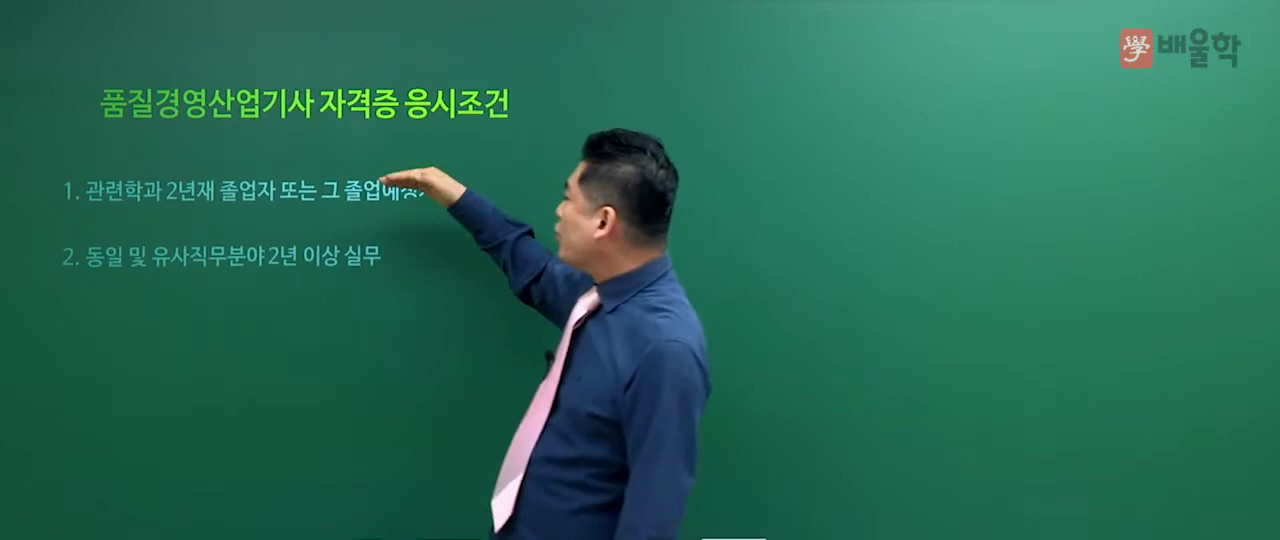 學 배울학
품질경영산업기사 자격증 응시조건
1. 관련학과 2년재 졸업자 또는 그
2. 동일 및 유사직무분야 2년 이상 실무